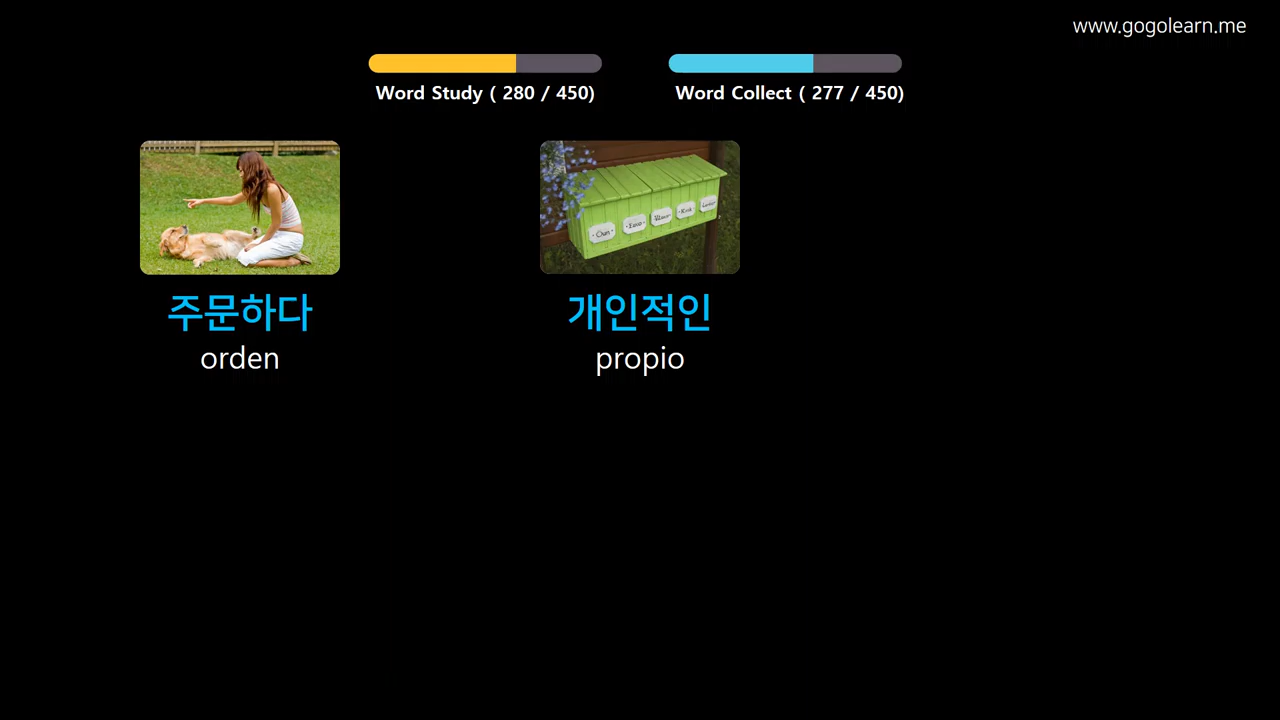 www.gogolearn.me
Word Study ( 280 / 450)
Word Collect ( 277 / 450)
주문하다
orden
개인적인
propio